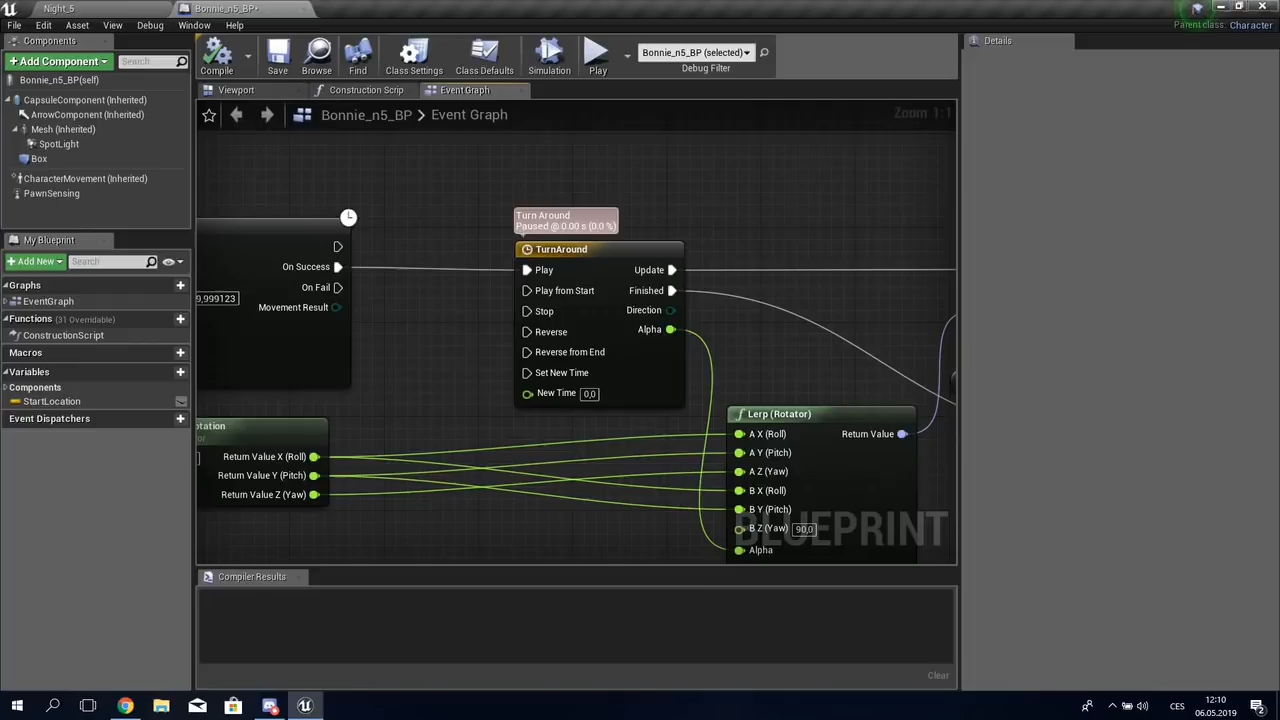 Night_5
Bonnie_n5_BP*
Parent class: Character
File Edit Asset View Debug Window Help
Components
+ Add Component
Search
Bonnie_n5_BP(self)
CapsuleComponent (Inherited)
ArrowComponent (Inherited)
Mesh (Inherited)
SpotLight
Box
CharacterMovement (Inherited)
PawnSensing
My Blueprint
+ Add New
Search
Graphs
EventGraph
Functions (31 Overridable)
ConstructionScript
Macros
Variables
Components
StartLocation
Event Dispatchers
Compile
Save
Browse
Find
Class Settings
Class Defaults
Simulation
Play
Bonnie_n5_BP (selected)
Debug Filter
Viewport
Construction Scrip
Event Graph
Bonnie_n5_BP > Event Graph
Zoom 1:1
On Success
On Fail
9,999123
Movement Result
Turn Around
Paused @ 0.00 s (0.0 %)
TurnAround
Play
Update
Play from Start
Finished
Stop
Direction
Reverse
Alpha
Reverse from End
Set New Time
New Time 0,0
otation
or
Return Value X (Roll)
Return Value Y (Pitch)
Return Value Z (Yaw)
Lerp (Rotator)
A X (Roll)
Return Value
A Y (Pitch)
A Z (Yaw)
B X (Roll)
B Y (Pitch)
B Z (Yaw) 90,0
Alpha
BLUEPRINT
Compiler Results
Clear
Details
CES
12:10
06.05.2019
2